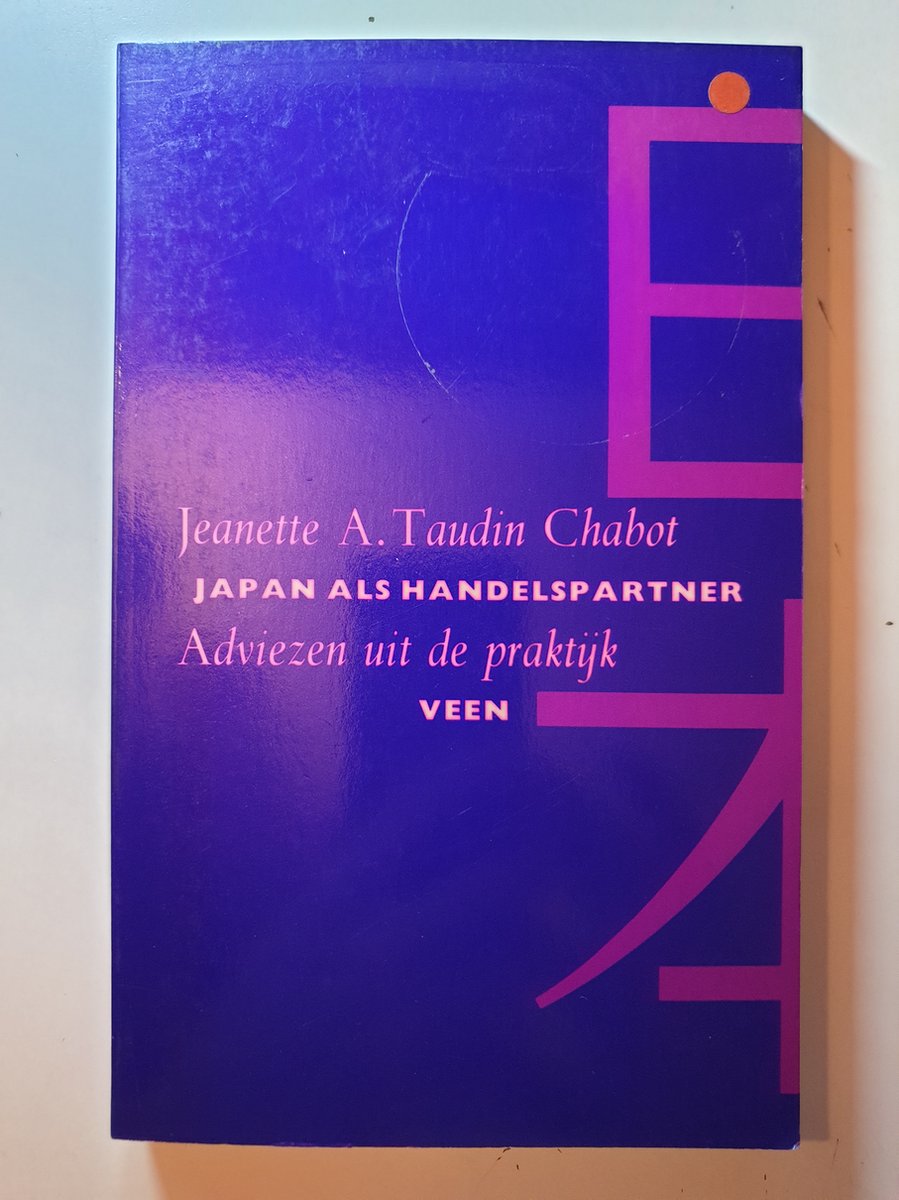 Jeanette A. Taudin Chabot
JAPAN ALS HANDELSPARTNER
Adviezen uit de praktijk
VEEN
日本